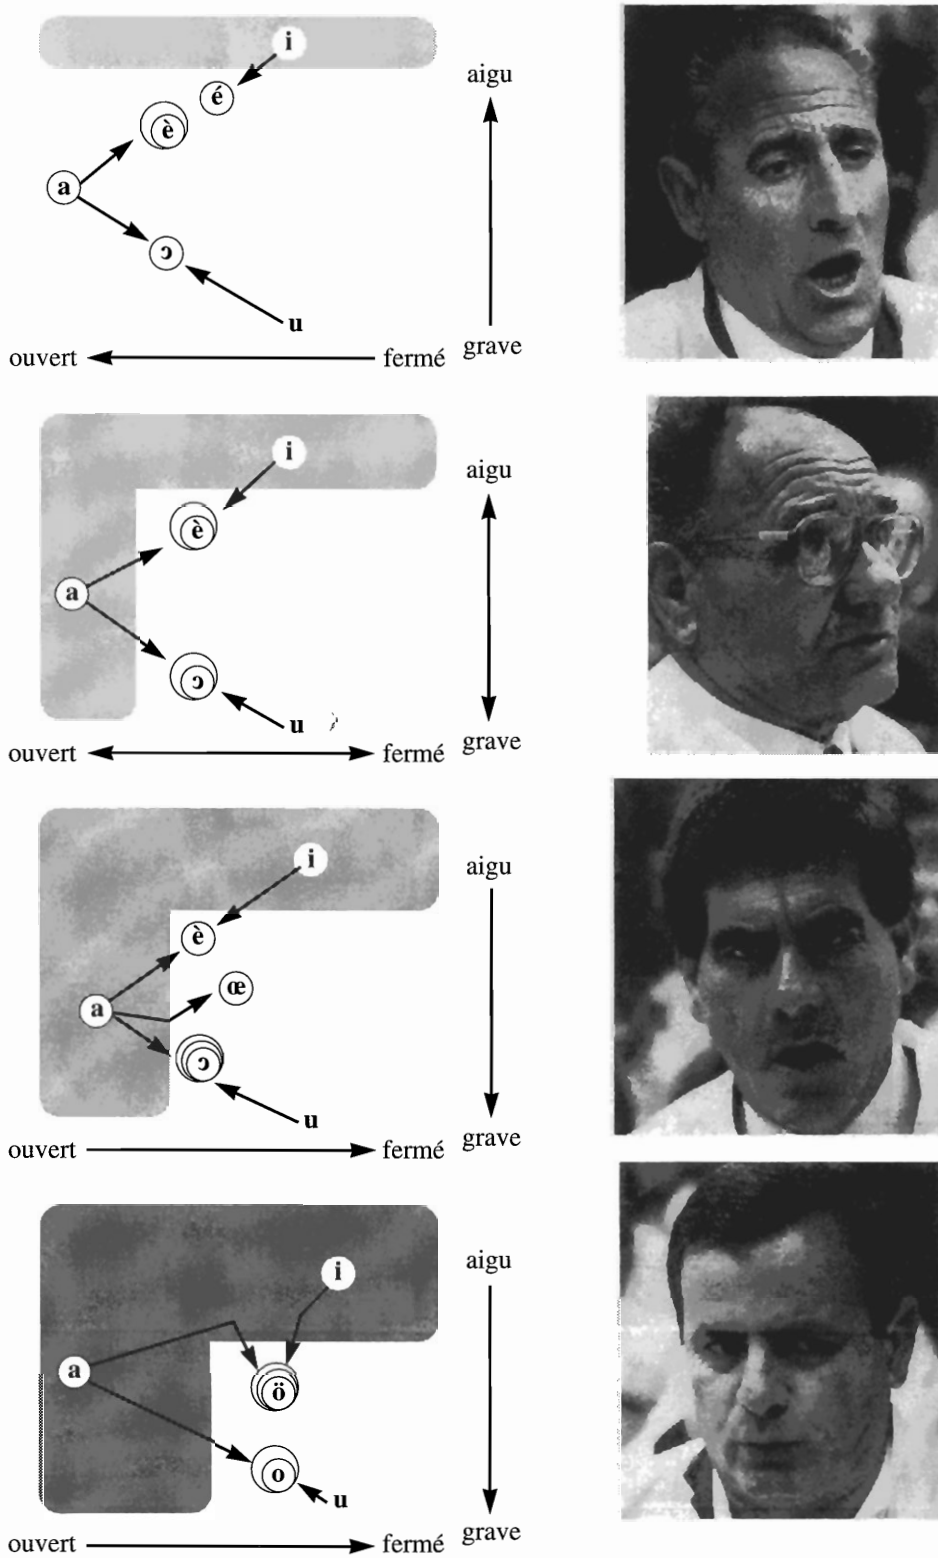 i
aigu
é
è
a
ɔ
u
ouvert
fermé
grave
i
aigu
è
a
ɔ
u
ouvert
fermé
grave
i
aigu
è
œ
a
ɔ
u
ouvert
fermé
grave
i
aigu
a
ö
o
u
ouvert
fermé
grave